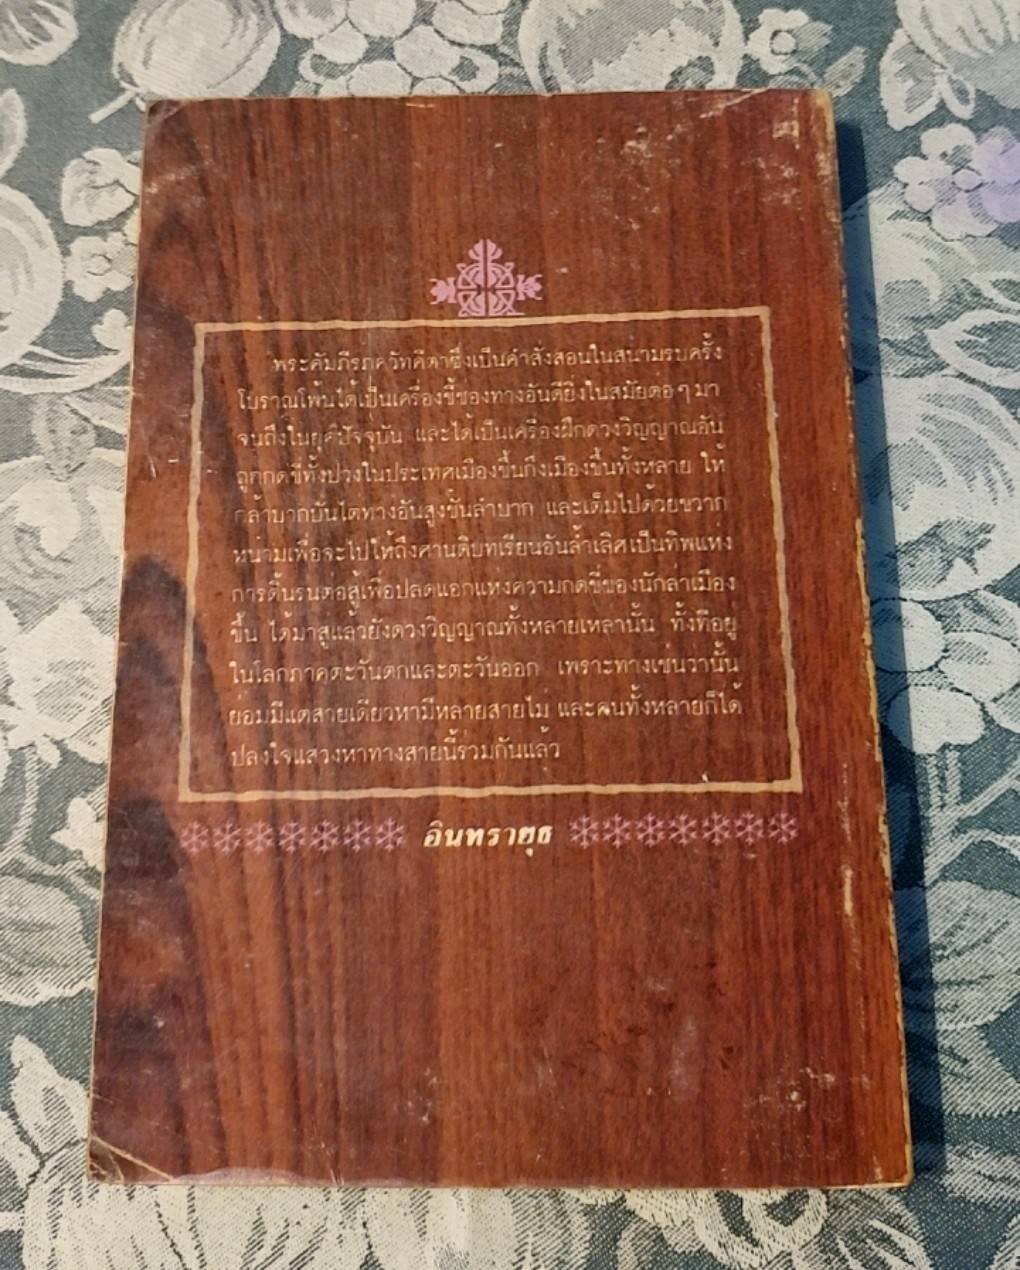 พระคัมภีรภควัทคีตาซึ่งเป็นคำสั่งสอนในสนามรบครั้ง
โบราณโพ้นได้เป็นเครื่องชี้ช่องทางอันดียิ่งในสมัยต่อๆ มา
จนถึงในยุคปัจจุบัน และได้เป็นเครื่องฝึกดวงวิญญาณอัน
ถูกกดขี่ทั้งปวงในประเทศเมืองขึ้นกึ่งเมืองขึ้นทั้งหลาย ให้
กล้าบากบั่นไต่ทางอันสูงชันลำบาก และเต็มไปด้วยขวาก
หนามเพื่อจะไปให้ถึงศานติบทเรียนอันล้ำเลิศเป็นทิพแห่ง
การดิ้นรนต่อสู้เพื่อปลดแอกแห่งความกดขี่ของนักล่าเมือง
ขึ้น ได้มาสู่แล้วยังดวงวิญญาณทั้งหลายเหล่านั้น ทั้งที่อยู่
ในโลกภาคตะวันตกและตะวันออก เพราะทางเช่นว่านั้น
ย่อมมีแต่สายเดียวหามีหลายสายไม่ และคนทั้งหลายก็ได้
ปลงใจแสวงหาทางสายนี้ร่วมกันแล้ว
อินทรายุธ